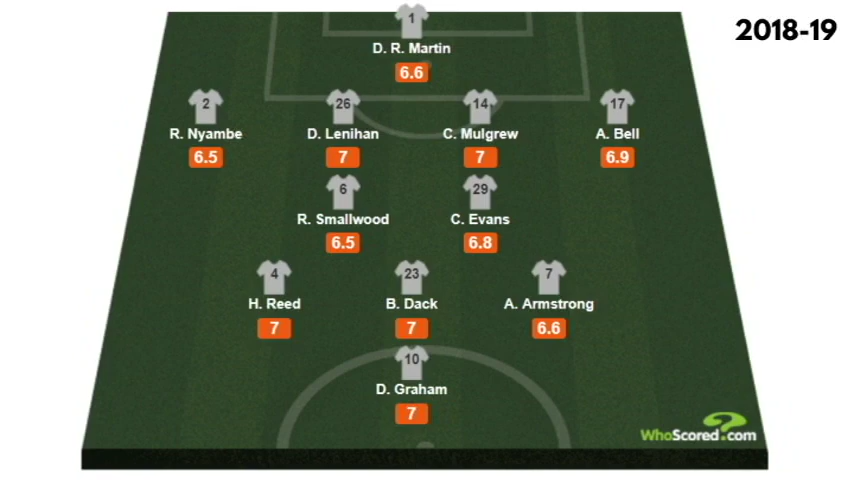 2018-19
1
D. R. Martin
6.6
2
R. Nyambe
6.5
26
D. Lenihan
7
14
C. Mulgrew
7
17
A. Bell
6.9
6
R. Smallwood
6.5
29
C. Evans
6.8
4
H. Reed
7
23
B. Dack
7
7
A. Armstrong
6.6
10
D. Graham
7
WhoScored.com